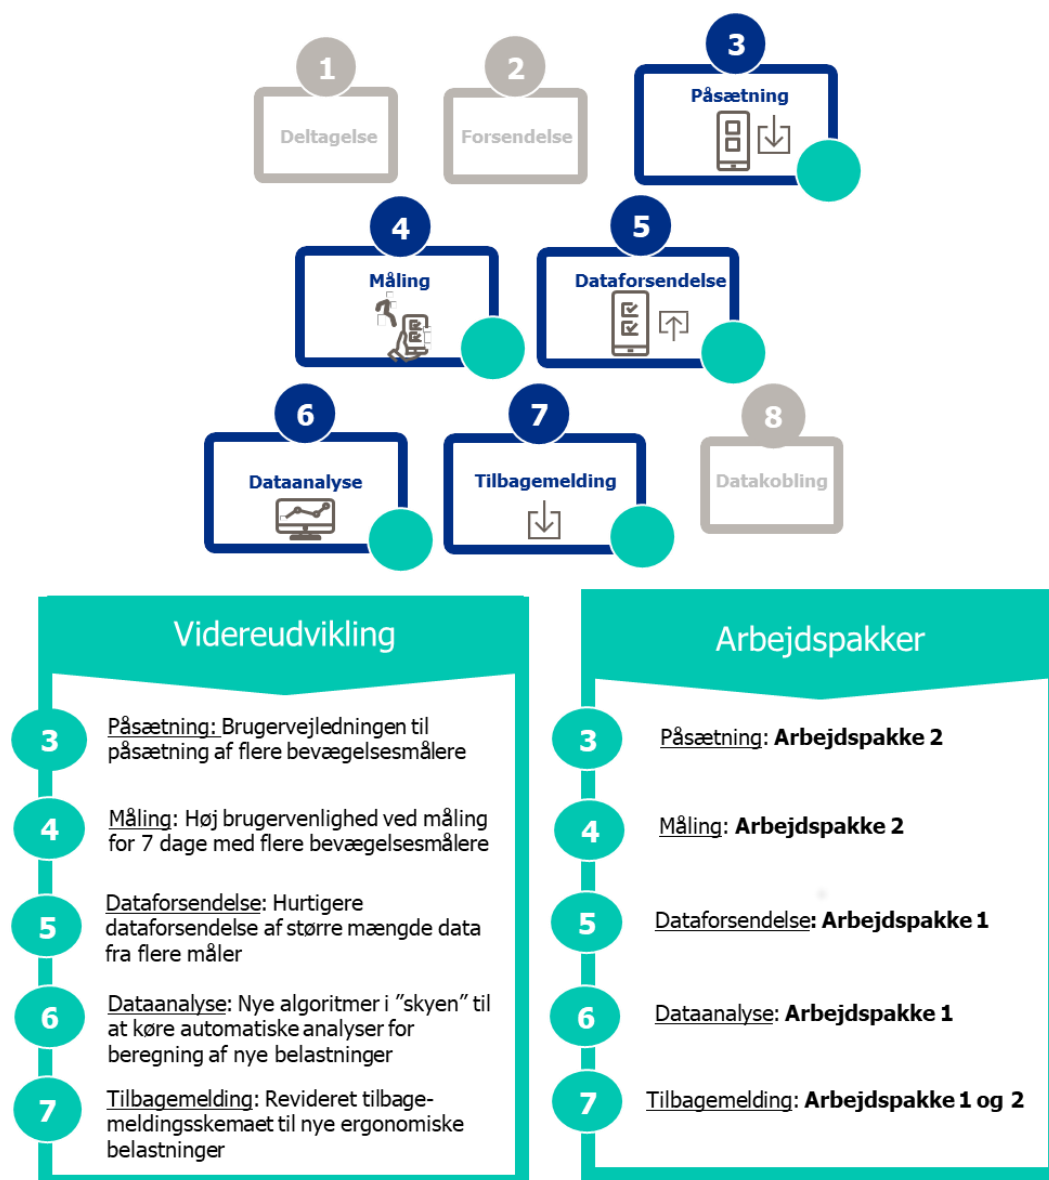 1
Deltagelse
2
Forsendelse
3
Påsætning
4
Måling
5
Dataforsendelse
6
Dataanalyse
7
Tilbagemelding
8
Datakobling
Videreudvikling
3
Påsætning: Brugervejledningen til
påsætning af flere bevægelsesmålere
4
Måling: Høj brugervenlighed ved måling
for 7 dage med flere bevægelsesmålere
5
Dataforsendelse: Hurtigere
dataforsendelse af større mængde data
fra flere måler
6
Dataanalyse: Nye algoritmer i ”skyen” til
at køre automatiske analyser for
beregning af nye belastninger
7
Tilbagemelding: Revideret tilbage-
meldingsskemaet til nye ergonomiske
belastninger
Arbejdspakker
3
Påsætning: Arbejdspakke 2
4
Måling: Arbejdspakke 2
5
Dataforsendelse: Arbejdspakke 1
6
Dataanalyse: Arbejdspakke 1
7
Tilbagemelding: Arbejdspakke 1 og 2